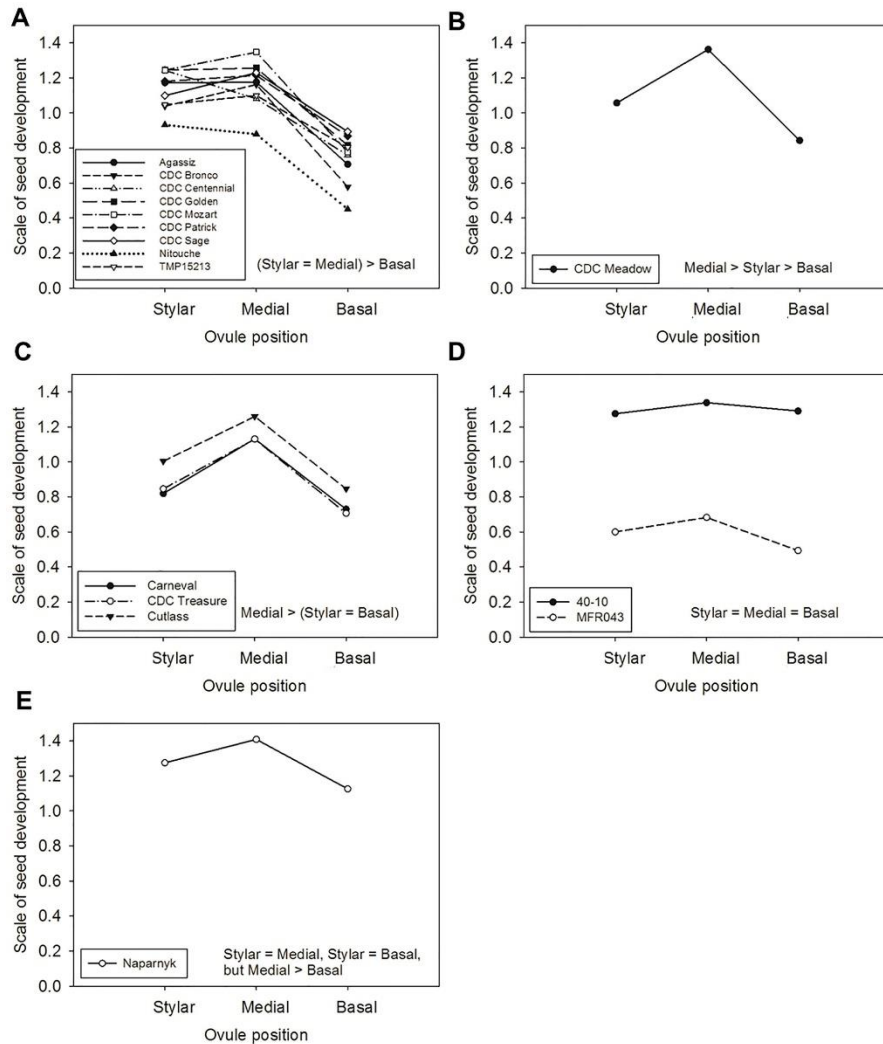 A
Scale of seed development
1.4
1.2
1.0
0.8
0.6
0.4
0.2
0.0
Agassiz
CDC Bronco
CDC Centennial
CDC Golden
CDC Mozart
CDC Patrick
CDC Sage
Nitouche
TMP15213
(Stylar = Medial) > Basal
Stylar Medial Basal
Ovule position
B
Scale of seed development
1.4
1.2
1.0
0.8
0.6
0.4
0.2
0.0
CDC Meadow
Medial > Stylar > Basal
Stylar Medial Basal
Ovule position
C
Scale of seed development
1.4
1.2
1.0
0.8
0.6
0.4
0.2
0.0
Carneval
CDC Treasure
Cutlass
Medial > (Stylar = Basal)
Stylar Medial Basal
Ovule position
D
Scale of seed development
1.4
1.2
1.0
0.8
0.6
0.4
0.2
0.0
40-10
MFR043
Stylar = Medial = Basal
Stylar Medial Basal
Ovule position
E
Scale of seed development
1.4
1.2
1.0
0.8
0.6
0.4
0.2
0.0
Naparnyk
Stylar = Medial, Stylar = Basal,
but Medial > Basal
Stylar Medial Basal
Ovule position